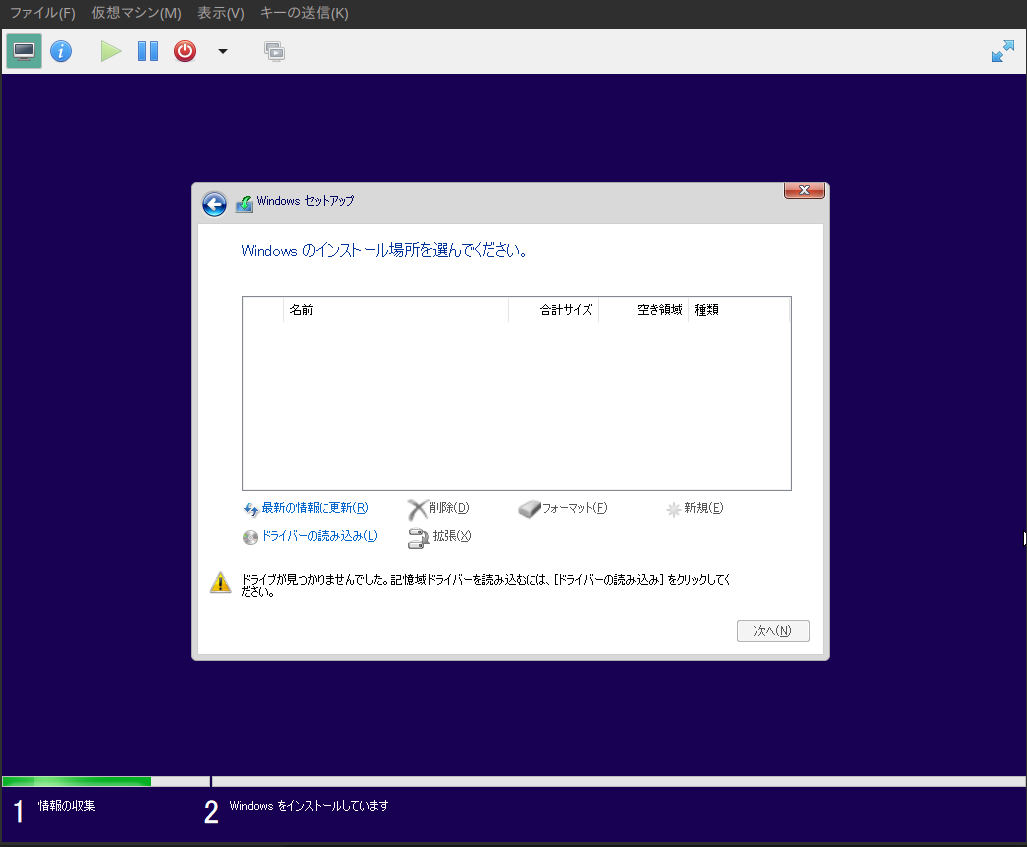 ファイル(F) 仮想マシン(M) 表示(V) キーの送信(K)
Windows セットアップ
Windows のインストール場所を選んでください。
名前 合計サイズ 空き領域 種類
最新の情報に更新(R) 削除(D) フォーマット(F) 新規(E)
ドライバーの読み込み(L) 拡張(X)
ドライブが見つかりませんでした。記憶域ドライバーを読み込むには、[ドライバーの読み込み] をクリックしてく
ださい。
次へ(N)
1 情報の収集 2 Windows をインストールしています